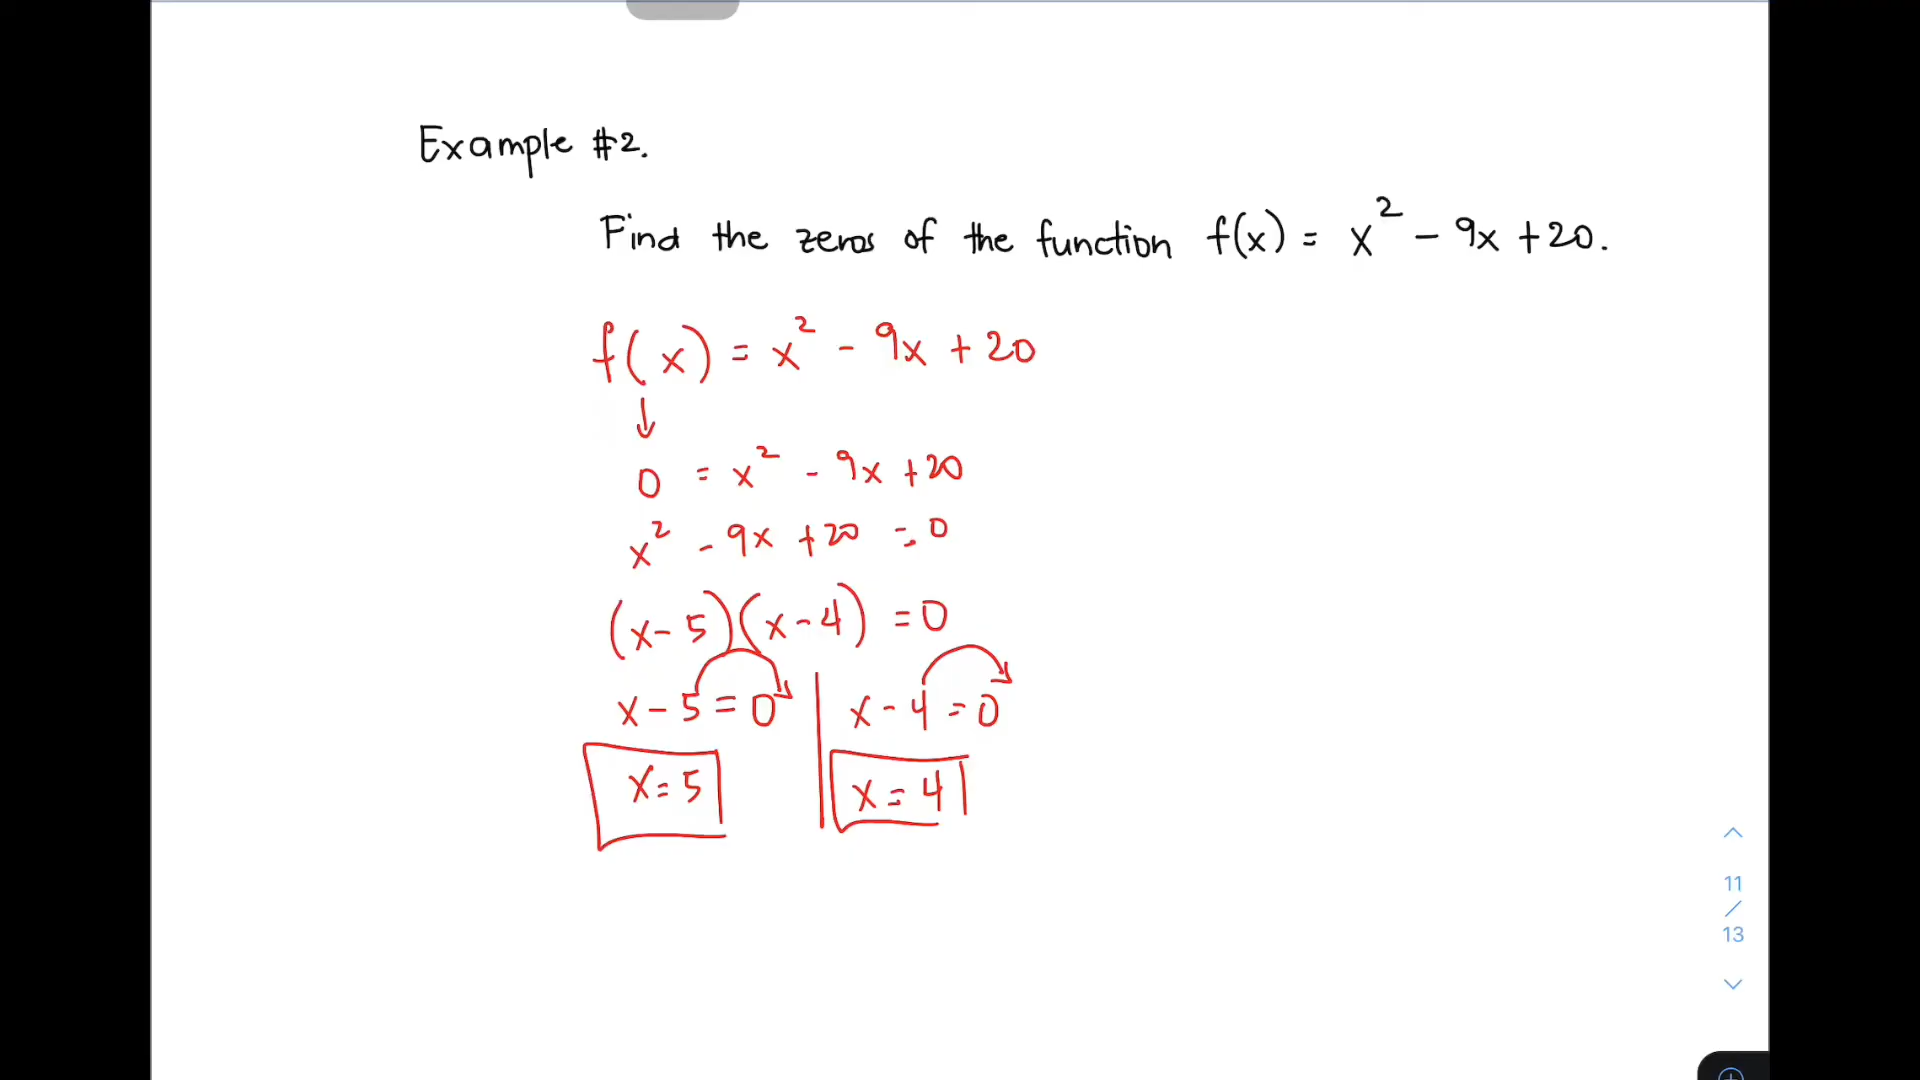 Example #2.
Find the zeros of the function f(x) = x² - 9x + 20.
f(x) = x² - 9x + 20
↓
0 = x² - 9x + 20
x² - 9x + 20 = 0
(x - 5)(x - 4) = 0
x - 5 = 0 | x - 4 = 0
x = 5 | x = 4
11
/
13